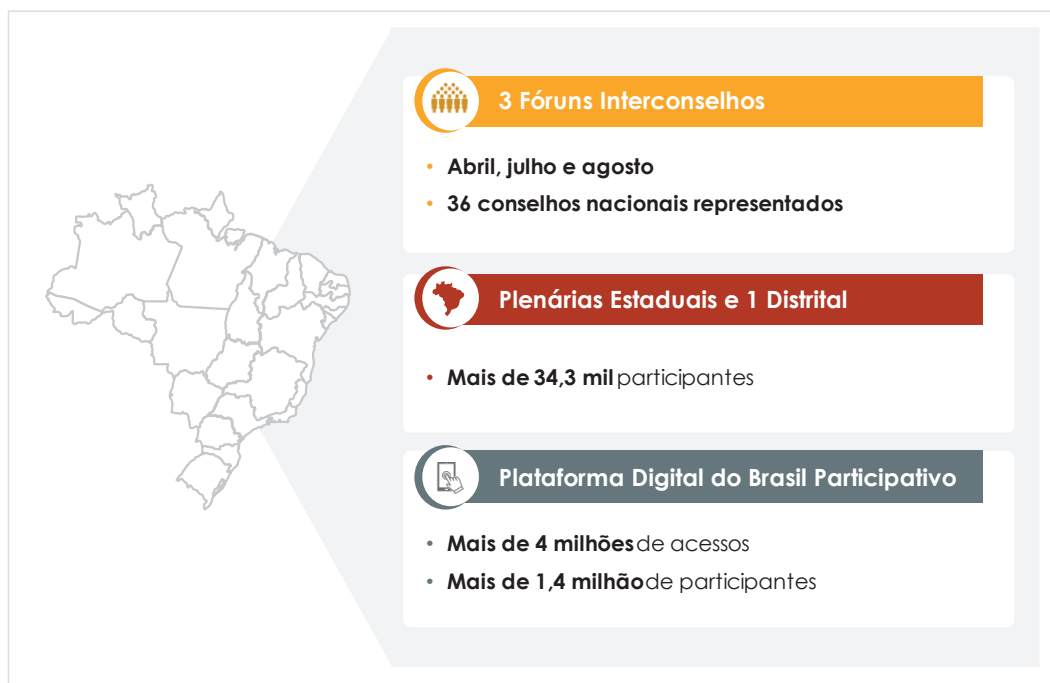 3 Fóruns Interconselhos
• Abril, julho e agosto
• 36 conselhos nacionais representados
Plenárias Estaduais e 1 Distrital
• Mais de 34,3 mil participantes
Plataforma Digital do Brasil Participativo
• Mais de 4 milhões de acessos
• Mais de 1,4 milhão de participantes